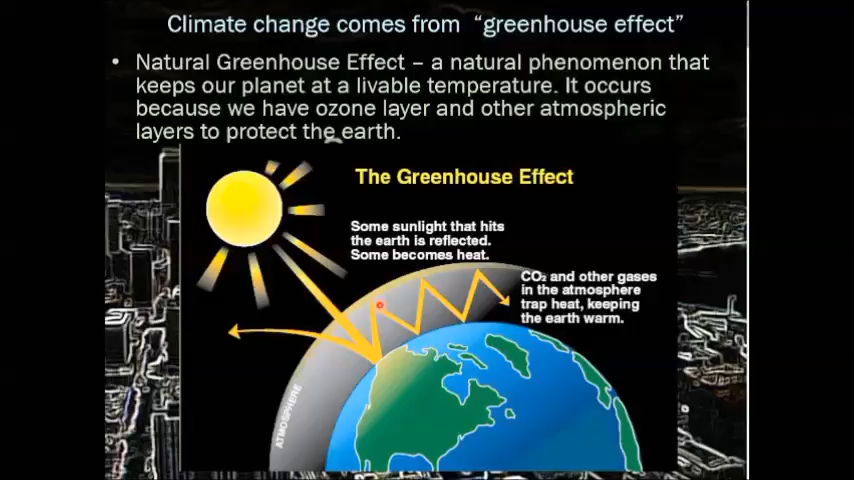 Climate change comes from “greenhouse effect”
• Natural Greenhouse Effect – a natural phenomenon that
keeps our planet at a livable temperature. It occurs
because we have ozone layer and other atmospheric
layers to protect the earth.
The Greenhouse Effect
Some sunlight that hits
the earth is reflected.
Some becomes heat.
CO₂ and other gases
in the atmosphere
trap heat, keeping
the earth warm.
ATMOSPHERE